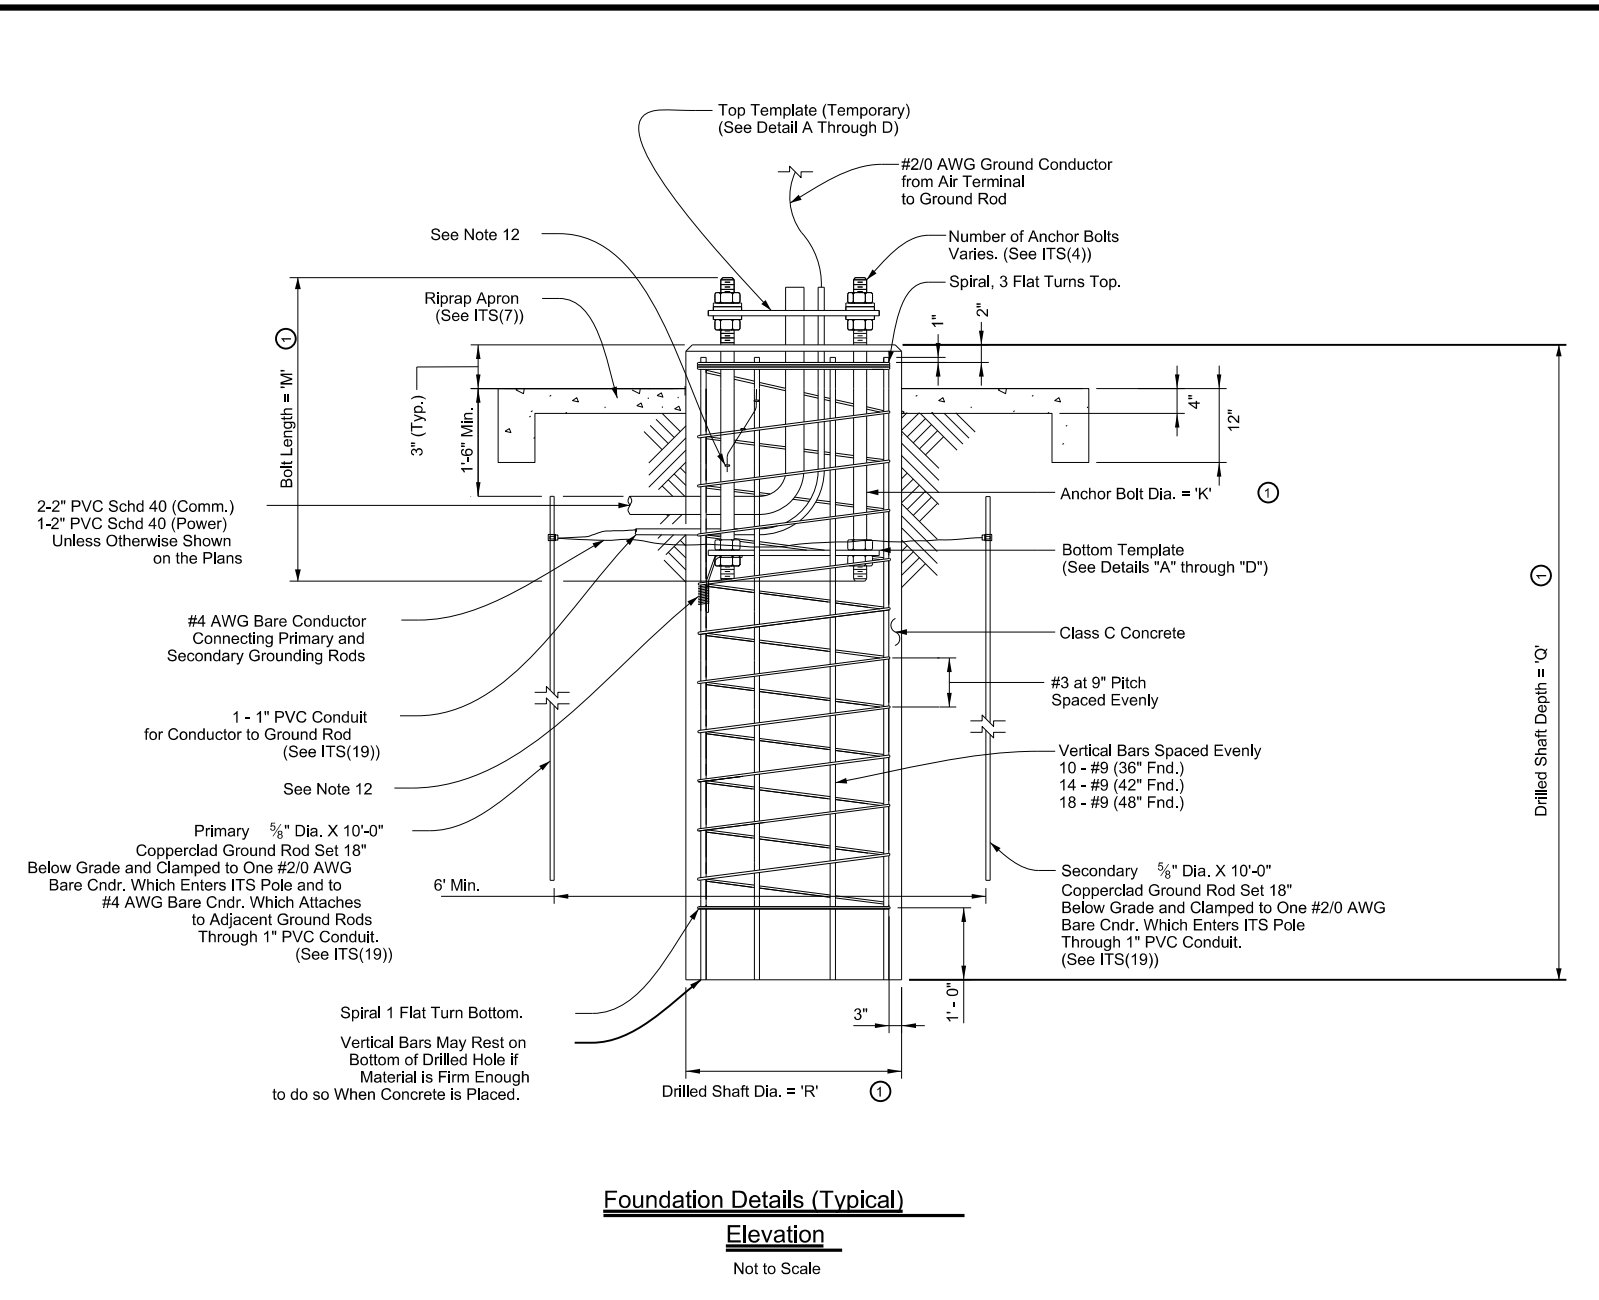 Top Template (Temporary)
(See Detail A Through D)
#2/0 AWG Ground Conductor
from Air Terminal
to Ground Rod
See Note 12
Number of Anchor Bolts
Varies. (See ITS(4))
Spiral, 3 Flat Turns Top.
Riprap Apron
(See ITS(7))
1"
2"
Bolt Length = 'M' 1
3" (Typ.)
1'-6" Min.
4"
12"
2-2" PVC Schd 40 (Comm.)
1-2" PVC Schd 40 (Power)
Unless Otherwise Shown
on the Plans
Anchor Bolt Dia. = 'K' 1
Bottom Template
(See Details "A" through "D")
#4 AWG Bare Conductor
Connecting Primary and
Secondary Grounding Rods
Class C Concrete
Drilled Shaft Depth = 'Q' 1
#3 at 9" Pitch
Spaced Evenly
1 - 1" PVC Conduit
for Conductor to Ground Rod
(See ITS(19))
Vertical Bars Spaced Evenly
10 - #9 (36" Fnd.)
14 - #9 (42" Fnd.)
18 - #9 (48" Fnd.)
See Note 12
Primary 5/8" Dia. X 10'-0"
Copperclad Ground Rod Set 18"
Below Grade and Clamped to One #2/0 AWG
Bare Cndr. Which Enters ITS Pole and to
#4 AWG Bare Cndr. Which Attaches
to Adjacent Ground Rods
Through 1" PVC Conduit.
(See ITS(19))
6' Min.
Secondary 5/8" Dia. X 10'-0"
Copperclad Ground Rod Set 18"
Below Grade and Clamped to One #2/0 AWG
Bare Cndr. Which Enters ITS Pole
Through 1" PVC Conduit.
(See ITS(19))
Spiral 1 Flat Turn Bottom.
3"
1' - 0"
Vertical Bars May Rest on
Bottom of Drilled Hole if
Material is Firm Enough
to do so When Concrete is Placed.
Drilled Shaft Dia. = 'R' 1
Foundation Details (Typical)
Elevation
Not to Scale